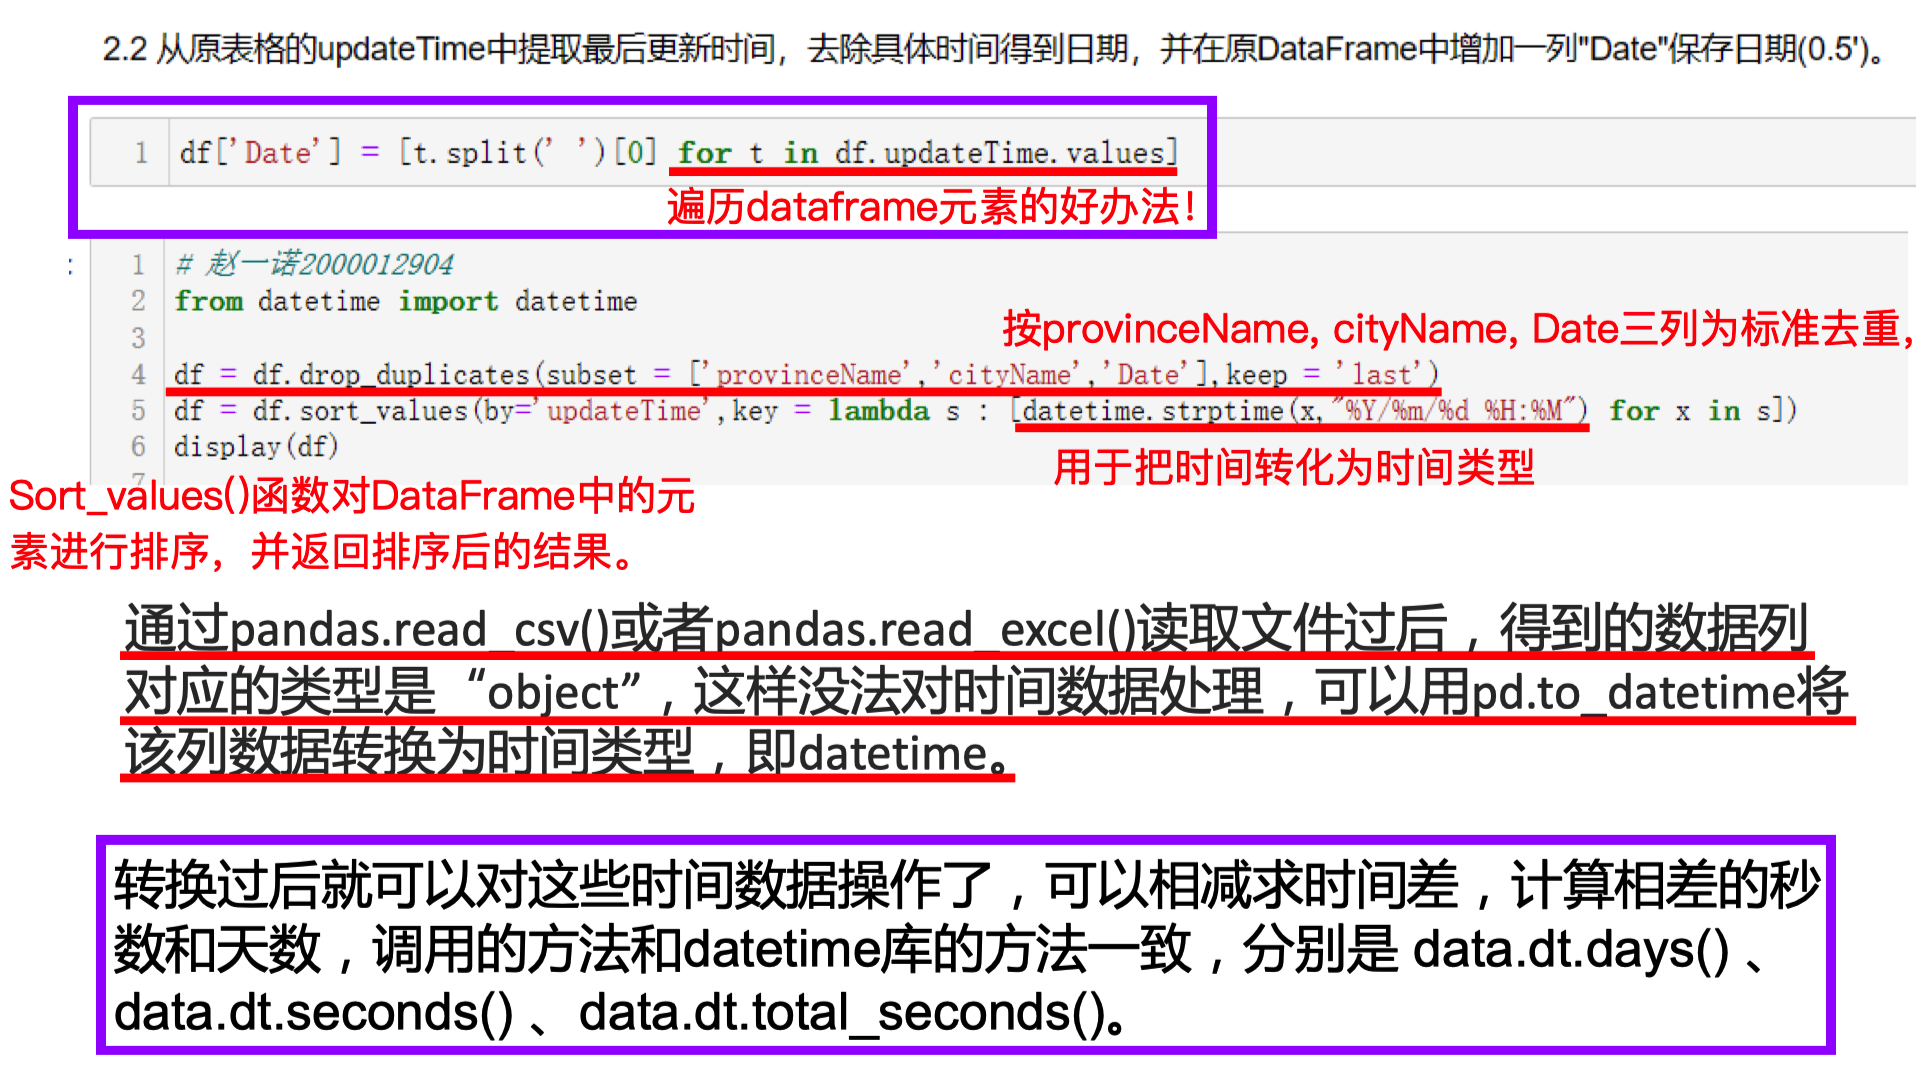 2.2 从原表格的updateTime中提取最后更新时间，去除具体时间得到日期，并在原DataFrame中增加一列"Date"保存日期(0.5')。
1 df['Date'] = [t.split(' ')[0] for t in df.updateTime.values]
遍历dataframe元素的好办法！
:
1 # 赵一诺2000012904
2 from datetime import datetime
3
按provinceName, cityName, Date三列为标准去重，
4 df = df.drop_duplicates(subset = ['provinceName','cityName','Date'],keep = 'last')
5 df = df.sort_values(by='updateTime',key = lambda s : [datetime.strptime(x,"%Y/%m/%d %H:%M") for x in s])
6 display(df)
7
用于把时间转化为时间类型
Sort_values()函数对DataFrame中的元
素进行排序，并返回排序后的结果。
通过pandas.read_csv()或者pandas.read_excel()读取文件过后，得到的数据列
对应的类型是“object”，这样没法对时间数据处理，可以用pd.to_datetime将
该列数据转换为时间类型，即datetime。
转换过后就可以对这些时间数据操作了，可以相减求时间差，计算相差的秒
数和天数，调用的方法和datetime库的方法一致，分别是 data.dt.days() 、
data.dt.seconds() 、data.dt.total_seconds()。